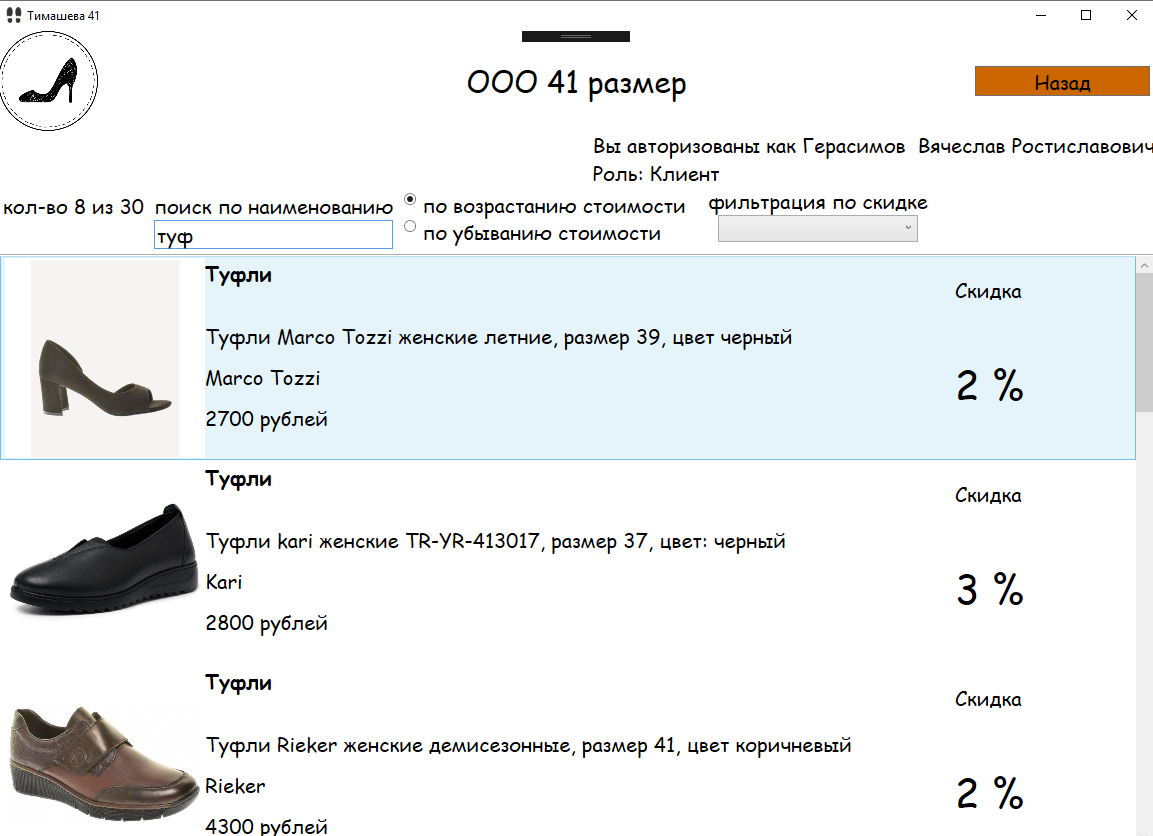 Тимашева 41
ООО 41 размер
Назад
Вы авторизованы как Герасимов Вячеслав Ростиславович
Роль: Клиент
кол-во 8 из 30
поиск по наименованию
туф
по возрастанию стоимости
по убыванию стоимости
фильтрация по скидке
Туфли
Скидка
Туфли Marco Tozzi женские летние, размер 39, цвет черный
Marco Tozzi
2 %
2700 рублей
Туфли
Скидка
Туфли kari женские TR-YR-413017, размер 37, цвет: черный
Kari
3 %
2800 рублей
Туфли
Скидка
Туфли Rieker женские демисезонные, размер 41, цвет коричневый
Rieker
2 %
4300 рублей